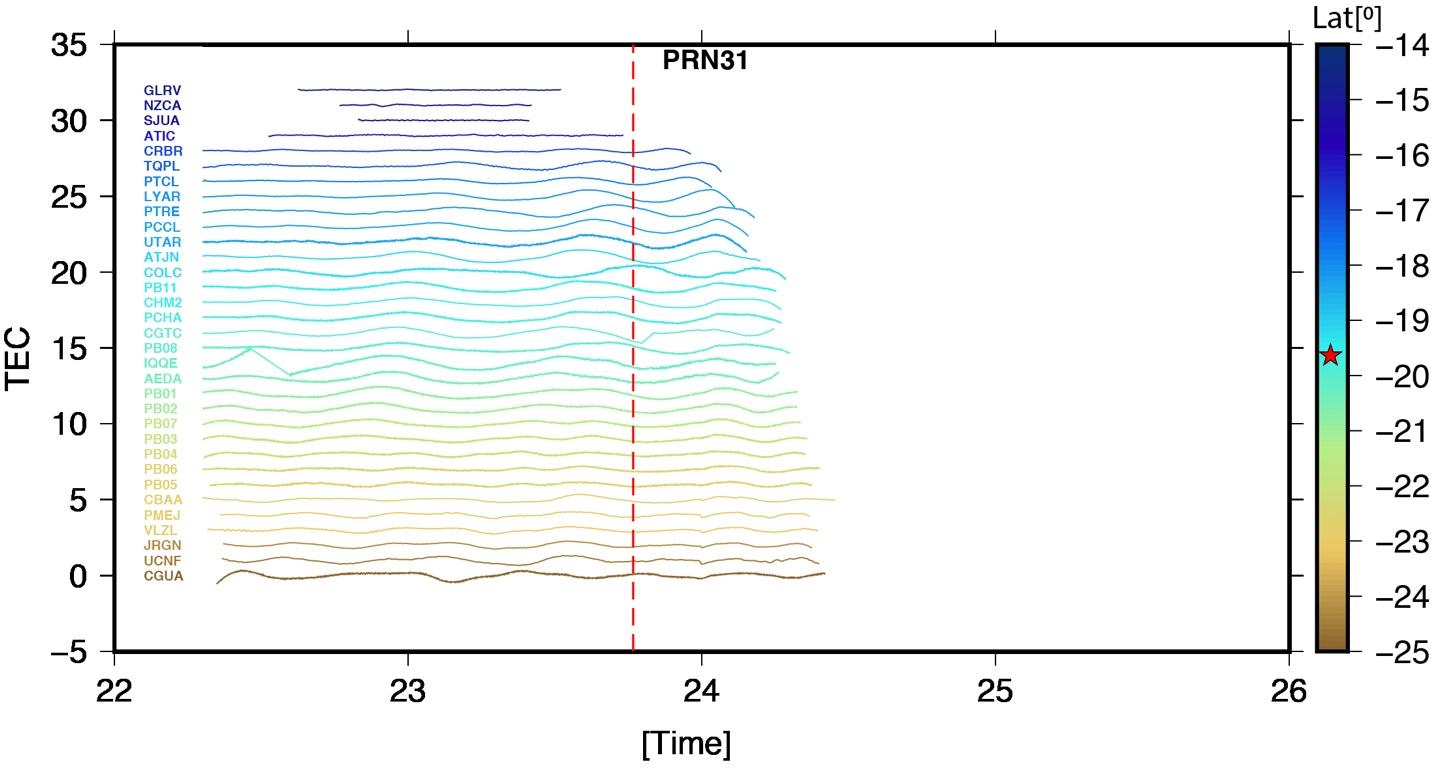 Lat[º]
PRN31
35
30
25
20
15
10
5
0
−5
TEC
GLRV
NZCA
SJUA
ATIC
CRBR
TQPL
PTCL
LYAR
PTRE
PCCL
UTAR
ATJN
COLC
PB11
CHM2
PCHA
CGTC
PB08
IQQE
AEDA
PB01
PB02
PB07
PB03
PB04
PB06
PB05
CBAA
PMEJ
VLZL
JRGN
UCNF
CGUA
22
23
24
25
26
[Time]
−14
−15
−16
−17
−18
−19
−20
−21
−22
−23
−24
−25